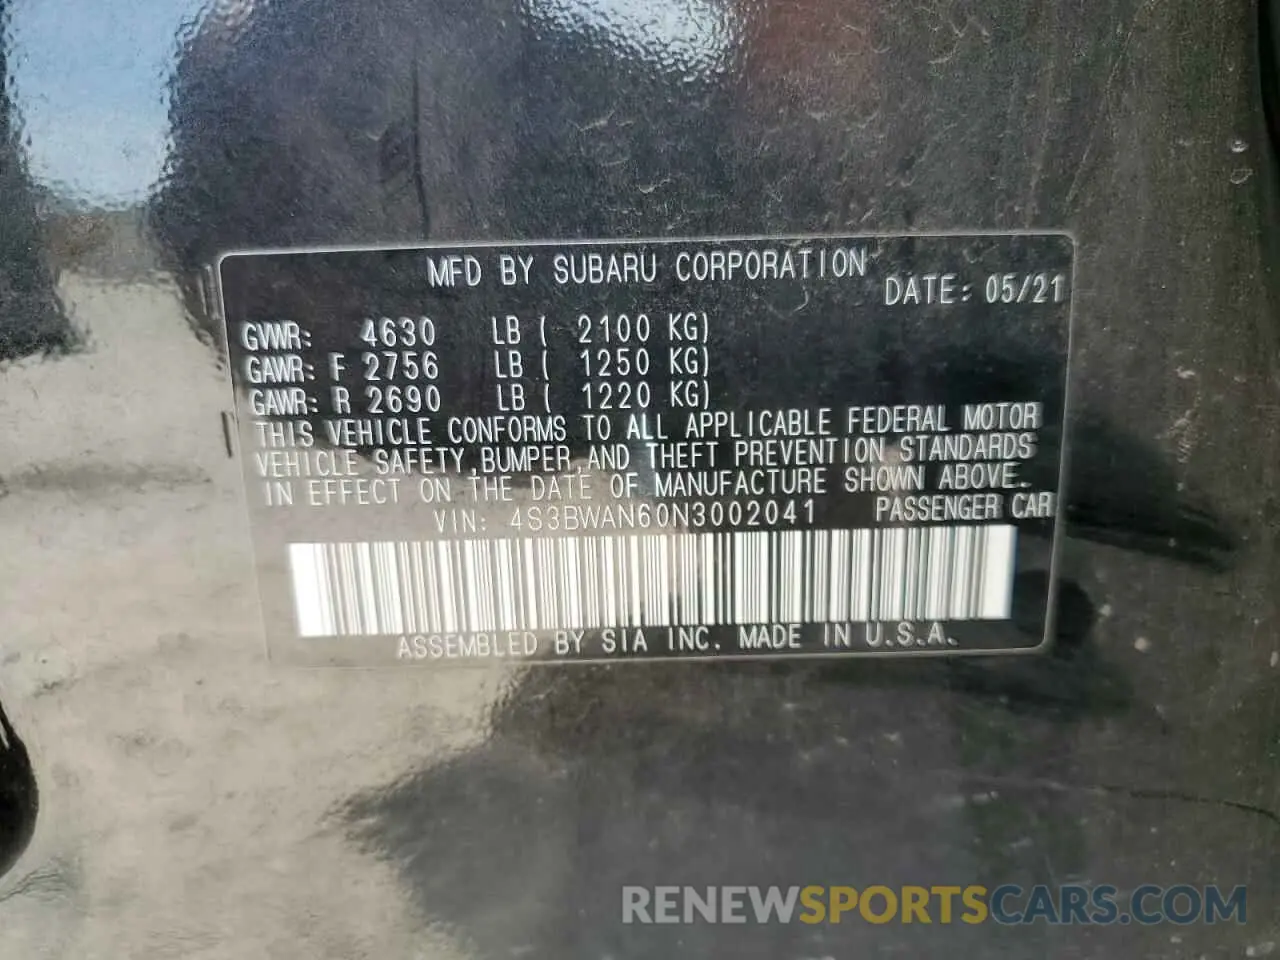 MFD BY SUBARU CORPORATION
DATE: 05/21
GVWR: 4630 LB ( 2100 KG)
GAWR: F 2756 LB ( 1250 KG)
GAWR: R 2690 LB ( 1220 KG)
THIS VEHICLE CONFORMS TO ALL APPLICABLE FEDERAL MOTOR
VEHICLE SAFETY,BUMPER,AND THEFT PREVENTION STANDARDS
IN EFFECT ON THE DATE OF MANUFACTURE SHOWN ABOVE.
VIN: 4S3BWAN60N3002041 PASSENGER CAR
ASSEMBLED BY SIA INC. MADE IN U.S.A.
RENEWSPORTSCARS.COM